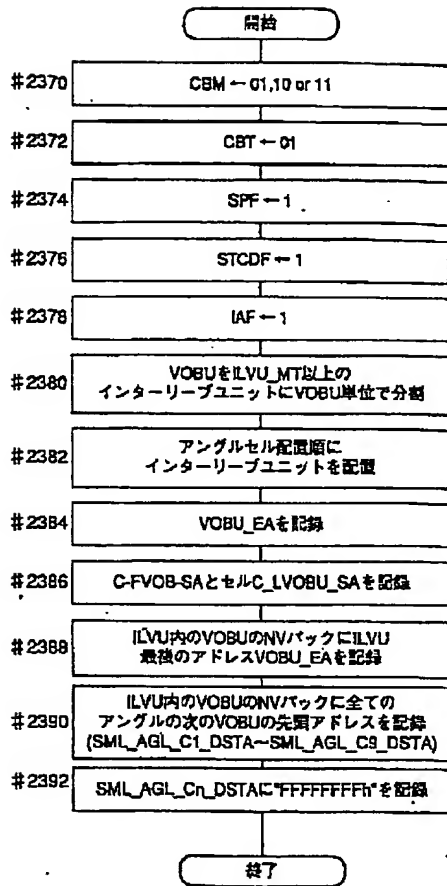 開始
#2370
CBM ← 01,10 or 11
#2372
CBT ← 01
#2374
SPF ← 1
#2376
STCDF ← 1
#2378
IAF ← 1
#2380
VOBUをILVU_MT以上の
インターリーブユニットにVOBU単位で分割
#2382
アングルセル配置順に
インターリーブユニットを配置
#2384
VOBU_EAを記録
#2386
C-FVOB-SAとセルC_LVOBU_SAを記録
#2388
ILVU内のVOBUのNVパックにILVU
最後のアドレスVOBU_EAを記録
#2390
ILVU内のVOBUのNVパックに全ての
アングルの次のVOBUの先頭アドレスを記録
(SML_AGL_C1_DSTA～SML_AGL_C9_DSTA)
#2392
SML_AGL_Cn_DSTAに"FFFFFFFFh"を記録
終了